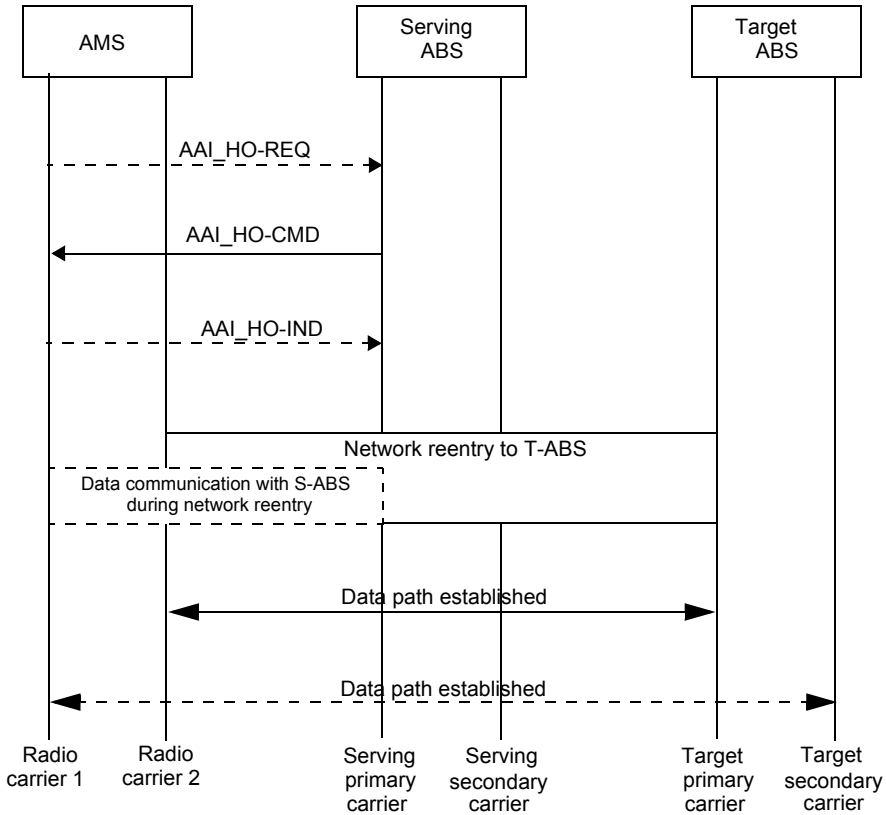 AMS
Serving
ABS
Target
ABS
AAI_HO-REQ
AAI_HO-CMD
AAI_HO-IND
Network reentry to T-ABS
Data communication with S-ABS
during network reentry
Data path established
Data path established
Radio
carrier 1
Radio
carrier 2
Serving
primary
carrier
Serving
secondary
carrier
Target
primary
carrier
Target
secondary
carrier